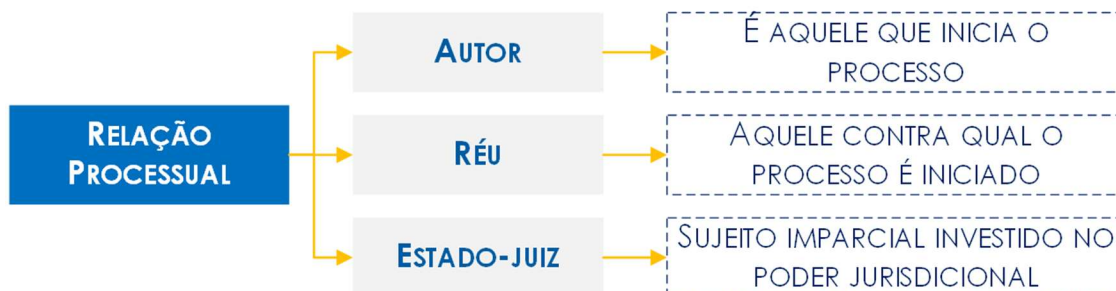 RELAÇÃO
PROCESSUAL
AUTOR
É AQUELE QUE INICIA O
PROCESSO
RÉU
AQUELE CONTRA QUAL O
PROCESSO É INICIADO
ESTADO-JUIZ
SUJEITO IMPARCIAL INVESTIDO NO
PODER JURISDICIONAL